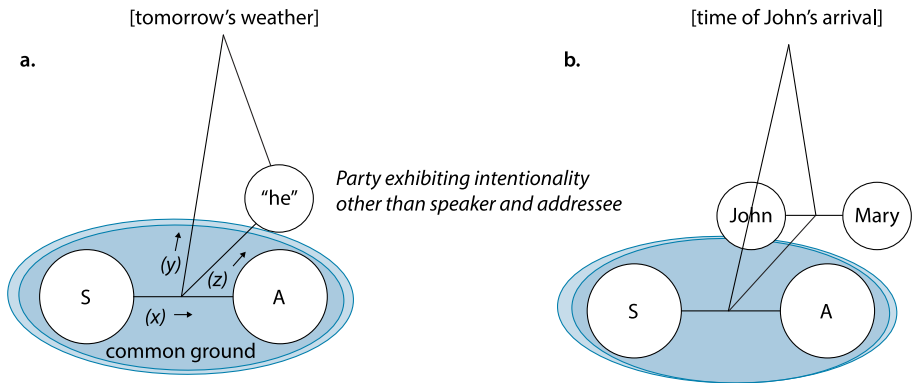 [tomorrow’s weather]
a.
“he”
(y)
(z)
S
A
(x)
common ground
Party exhibiting intentionality
other than speaker and addressee
[time of John’s arrival]
b.
John
Mary
S
A